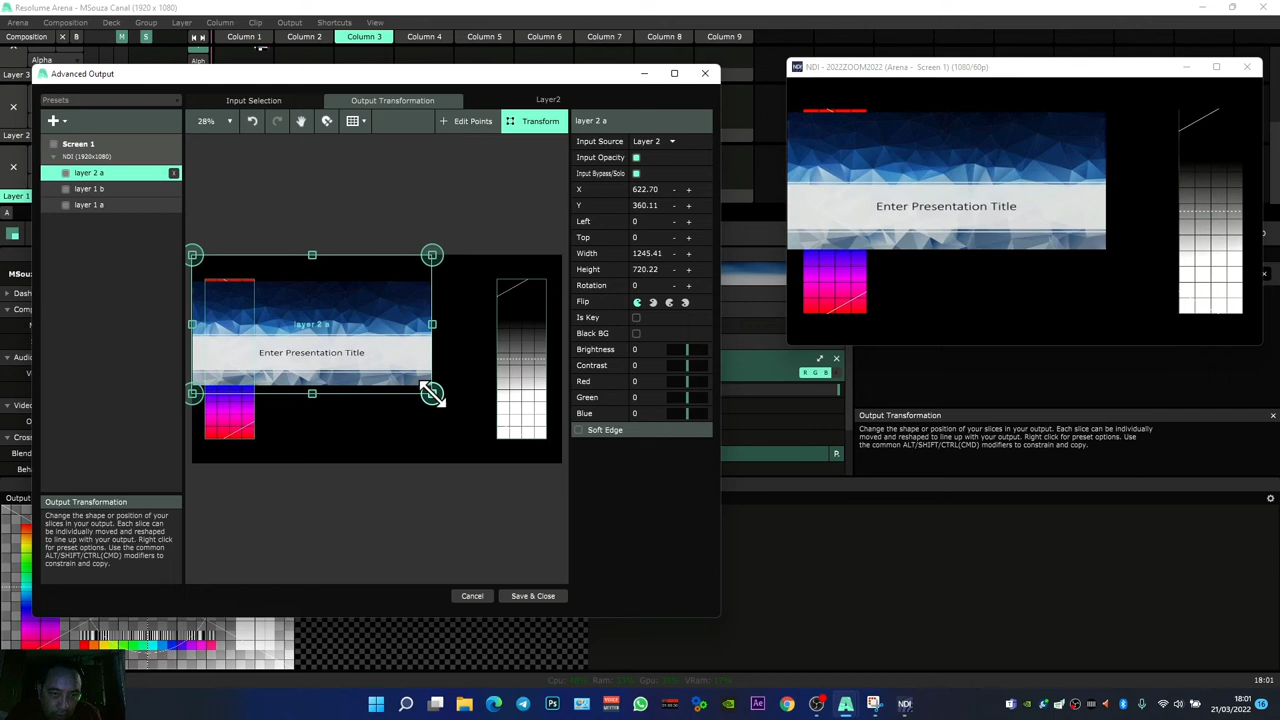 Resolume Arena - MSouza Canal (1920 x 1080)
Arena Composition Deck Group Layer Column Clip Output Shortcuts View
Composition X B M S Column 1 Column 2 Column 3 Column 4 Column 5 Column 6 Column 7 Column 8 Column 9
Alpha
Alph
Layer 3
Layer 2
Layer 1
A
Advanced Output
Presets
Input Selection
Output Transformation
Layer2
28%
Edit Points
Transform
Screen 1
NDI (1920x1080)
layer 2 a
layer 1 b
layer 1 a
layer 2 a
Enter Presentation Title
layer 2 a
Input Source Layer 2
Input Opacity
Input Bypass/Solo
X 622.70 - +
Y 360.11 - +
Left 0 - +
Top 0 - +
Width 1245.41 - +
Height 720.22 - +
Rotation 0 - +
Flip
Is Key
Black BG
Brightness 0
Contrast 0
Red 0
Green 0
Blue 0
Soft Edge
Output Transformation
Change the shape or position of your
slices in your output. Each slice can
be individually moved and reshaped
to line up with your output. Right click
for preset options. Use the common
ALT/SHIFT/CTRL(CMD) modifiers to
constrain and copy.
Cancel
Save & Close
NDI - 2022ZOOM2022 (Arena - Screen 1) (1080/60p)
Enter Presentation Title
R G B
Output Transformation
Change the shape or position of your slices in your output. Each slice can be individually
moved and reshaped to line up with your output. Right click for preset options. Use
the common ALT/SHIFT/CTRL(CMD) modifiers to constrain and copy.
18:01
18:01
21/03/2022